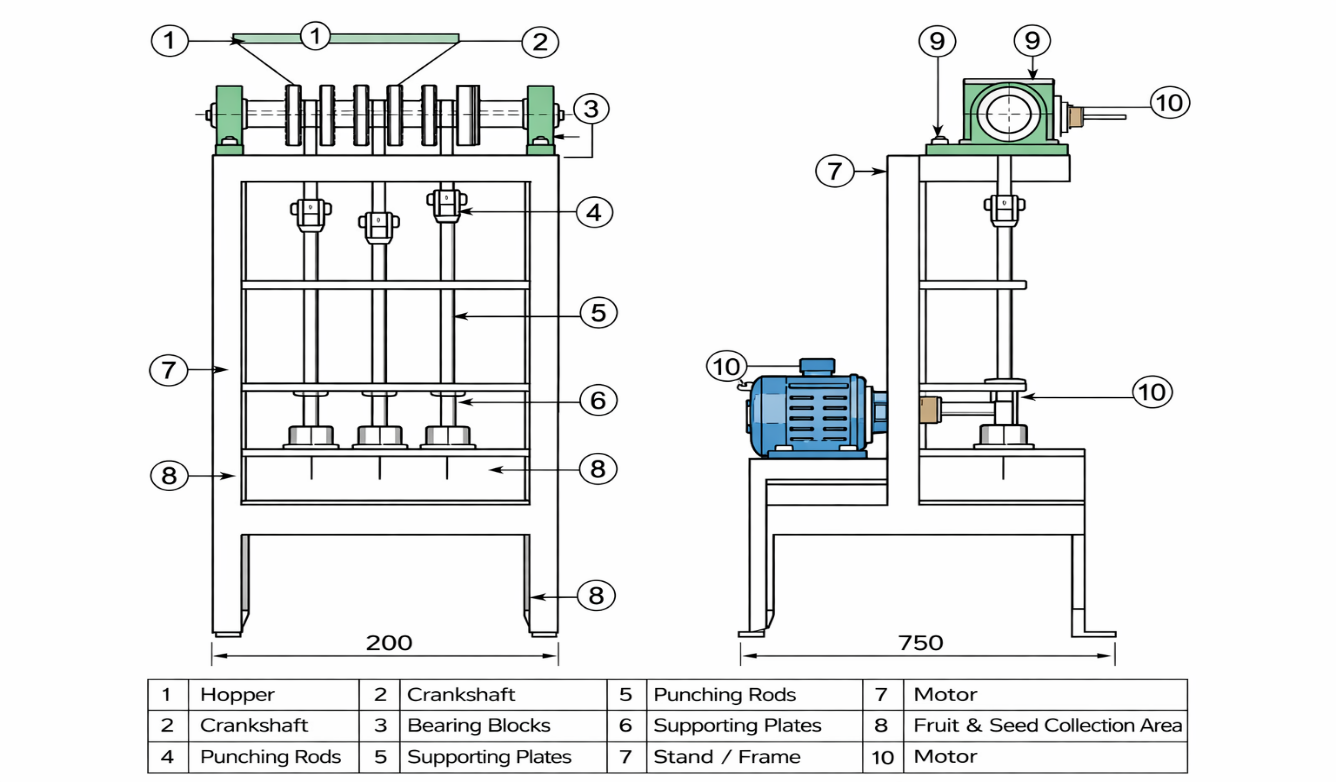 1 1 2 9 9
3 10
7
4
5
7 10 10
6
8 8
8
200 750
1 Hopper 2 Crankshaft 5 Punching Rods 7 Motor
2 Crankshaft 3 Bearing Blocks 6 Supporting Plates 8 Fruit & Seed Collection Area
4 Punching Rods 5 Supporting Plates 7 Stand / Frame 10 Motor